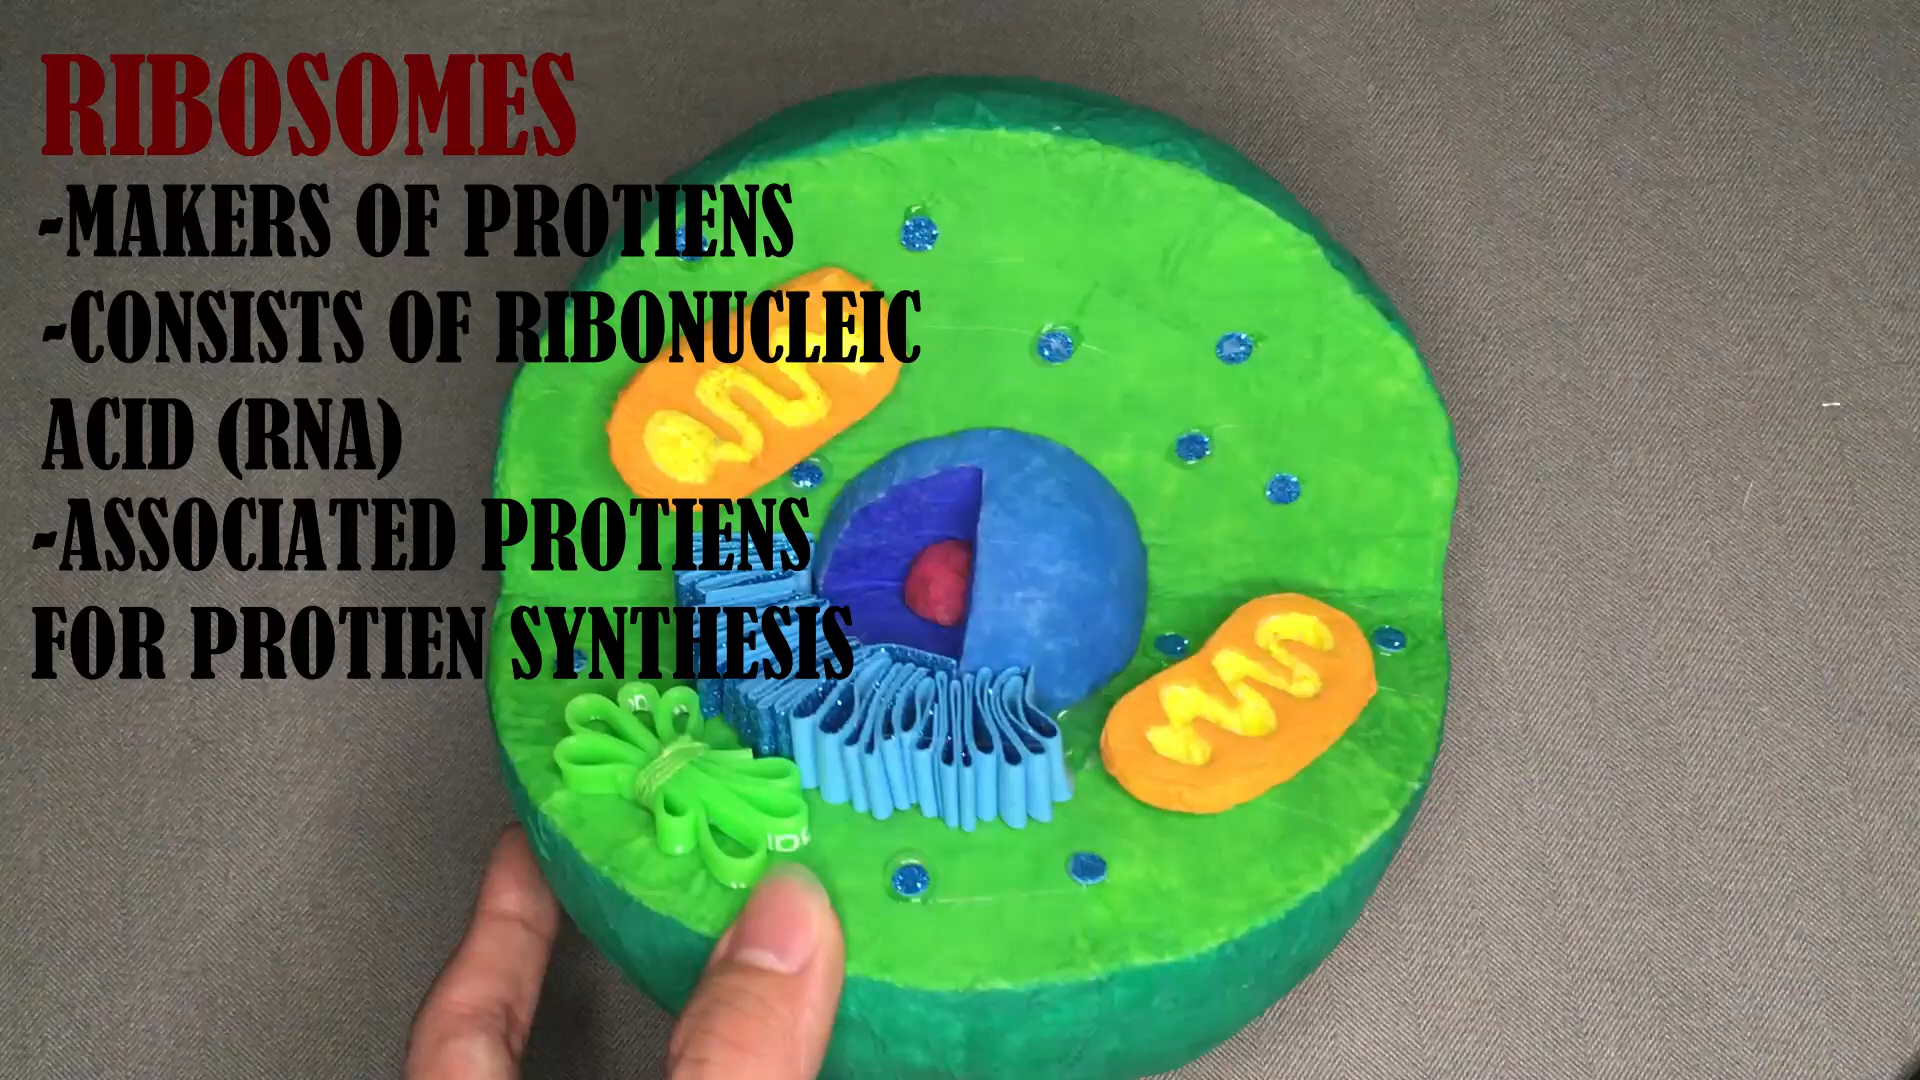 RIBOSOMES
-MAKERS OF PROTIENS
-CONSISTS OF RIBONUCLEIC
ACID (RNA)
-ASSOCIATED PROTIENS
FOR PROTIEN SYNTHESIS